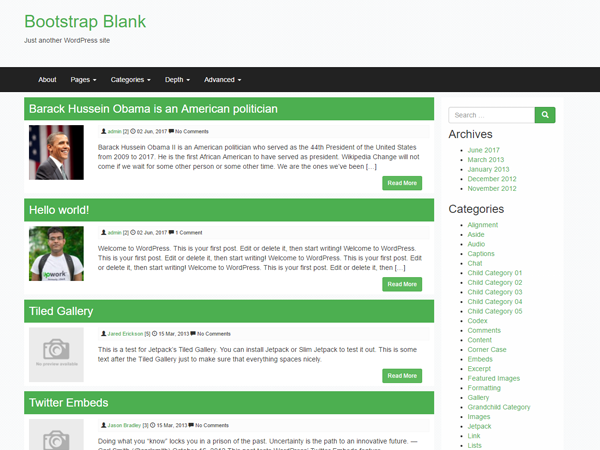 Bootstrap Blank
Just another WordPress site
About Pages Categories Depth Advanced
Barack Hussein Obama is an American politician
admin [2] 02 Jun, 2017 No Comments
Barack Hussein Obama II is an American politician who served as the 44th President of the United States
from 2009 to 2017. He is the first African American to have served as president. Wikipedia Change will not
come if we wait for some other person or some other time. We are the ones we've been […]
Read More
Hello world!
admin [2] 02 Jun, 2017 1 Comment
apwork
Welcome to WordPress. This is your first post. Edit or delete it, then start writing! Welcome to WordPress.
This is your first post. Edit or delete it, then start writing! Welcome to WordPress. This is your first post. Edit
or delete it, then start writing! Welcome to WordPress. This is your first post. Edit or delete it, then […]
Read More
Tiled Gallery
Jared Erickson [5] 15 Mar, 2013 No Comments
No preview available
This is a test for Jetpack's Tiled Gallery. You can install Jetpack or Slim Jetpack to test it out. This is some
text after the Tiled Gallery just to make sure that everything spaces nicely.
Read More
Twitter Embeds
Jason Bradley [3] 15 Mar, 2013 No Comments
Doing what you "know" locks you in a prison of the past. Uncertainty is the path to an innovative future. —
Search …
Archives
June 2017
March 2013
January 2013
December 2012
November 2012
Categories
Alignment
Aside
Audio
Captions
Chat
Child Category 01
Child Category 02
Child Category 03
Child Category 04
Child Category 05
Codex
Comments
Content
Corner Case
Embeds
Excerpt
Featured Images
Formatting
Gallery
Grandchild Category
Images
Jetpack
Link
Lists